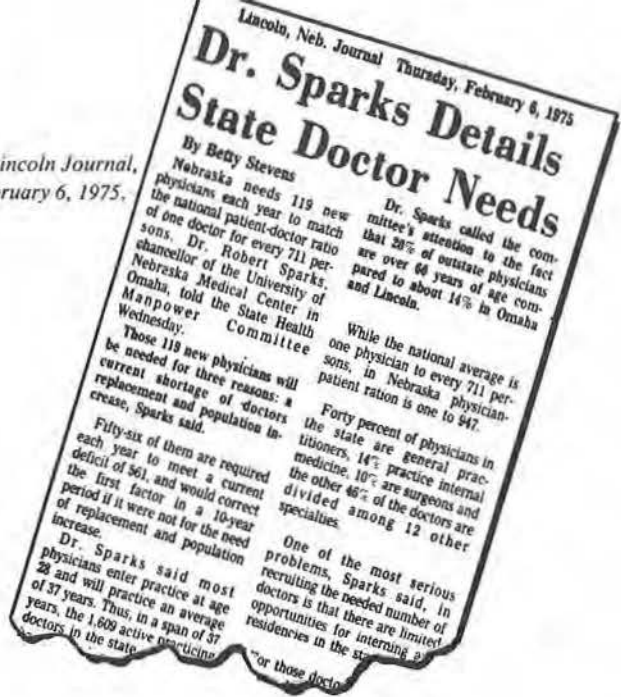 incoln Journal,
ruary 6, 1975.
Lincoln, Neb. Journal Thursday, February 6, 1975
Dr. Sparks Details
State Doctor Needs
By Betty Stevens
Nebraska needs 119 new
physicians each year to match
the national patient-doctor ratio
of one doctor for every 711 per-
sons, Dr. Robert Sparks,
chancellor of the University of
Nebraska Medical Center in
Omaha, told the State Health
Manpower Committee
Wednesday.
Those 119 new physicians will
be needed for three reasons: a
current shortage of doctors
replacement and population in-
crease, Sparks said.
Fifty-six of them are required
each year to meet a current
deficit of 561, and would correct
the first factor in a 10-year
period if it were not for the need
of replacement and population
increase.
Dr. Sparks said most
physicians enter practice at age
28 and will practice an average
of 37 years. Thus, in a span of 37
years, the 1,609 active practicing
doctors in the state
Dr. Sparks called the com-
mittee's attention to the fact
that 28% of outstate physicians
are over 60 years of age com-
pared to about 14% in Omaha
and Lincoln.
While the national average is
one physician to every 711 per-
sons, in Nebraska physician-
patient ration is one to 947.
Forty percent of physicians in
the state are general prac-
titioners, 14% practice internal
medicine, 10% are surgeons and
the other 46% of the doctors are
divided among 12 other
specialties.
One of the most serious
problems, Sparks said, in
recruiting the needed number of
doctors is that there are limited
opportunities for interning
residencies in the
"or those